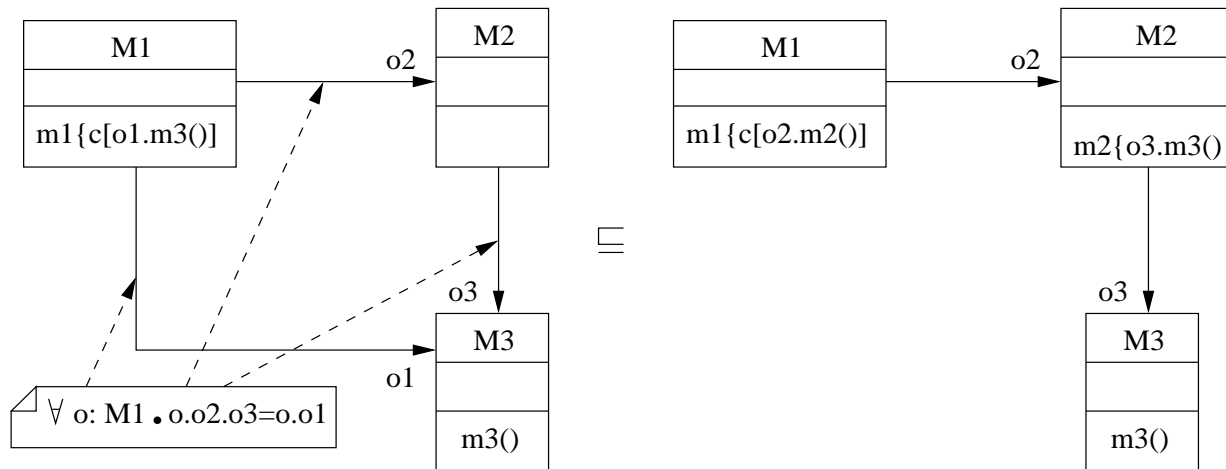 M1
o2
M2
m1{c[o1.m3()]
o3
M3
o1
∀ o: M1 • o.o2.o3=o.o1
m3()
⊑
M1
o2
M2
m1{c[o2.m2()]
m2{o3.m3()
o3
M3
m3()